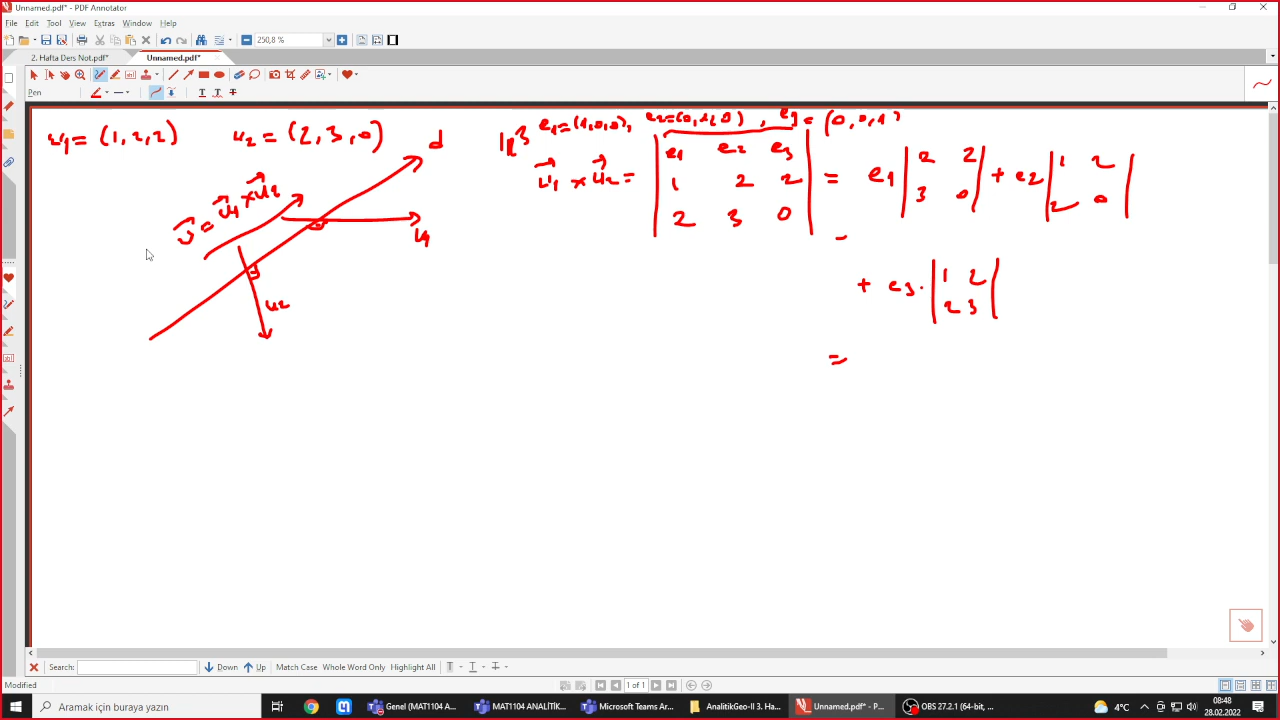 Unnamed.pdf* - PDF Annotator
File Edit Tool View Extras Window Help
New 250,8 %
2. Hafta Ders Not.pdf* Unnamed.pdf*
Pen
u1 = (1,2,2) u2 = (2,3,0) d
IR³ e1=(1,0,0), e2=(0,1,0), e3=(0,0,1)
u1 x u2 = | e1 e2 e3 | = e1 | 2 2 | + e2 | 1 2 |
| 1 2 2 | | 3 0 | | 2 0 |
| 2 3 0 |
-
v = u1 x u2
u1
u2
+ e3 . | 1 2 |
| 2 3 |
=
Search: Down Up Match Case Whole Word Only Highlight All
Modified
1 of 1
Aramak için buraya yazın
Genel (MAT1104 A...
MAT1104 ANALİTİK...
Microsoft Teams Ar...
AnalitikGeo-II 3. Ha...
Unnamed.pdf* - P...
OBS 27.2.1 (64-bit, ...
4°C
08:48
28.02.2022